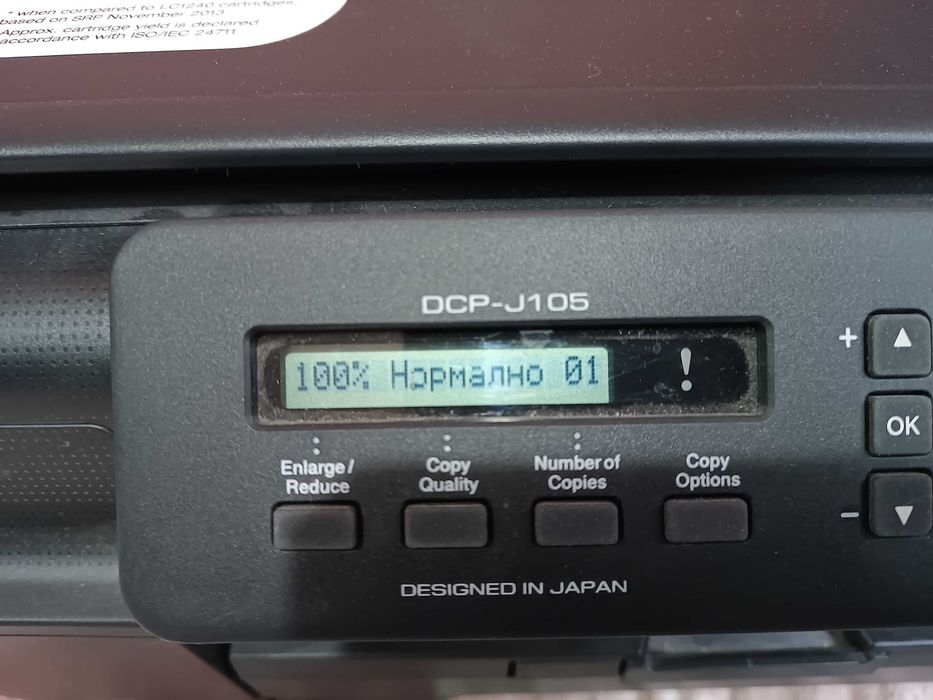 * when compared to LC1240 cartridges,
based on SRF November 2013
Approx. cartridge yield is declared
accordance with ISO/IEC 24711
DCP-J105
100% Нормално 01
!
+
OK
−
Enlarge/
Reduce
Copy
Quality
Number of
Copies
Copy
Options
DESIGNED IN JAPAN